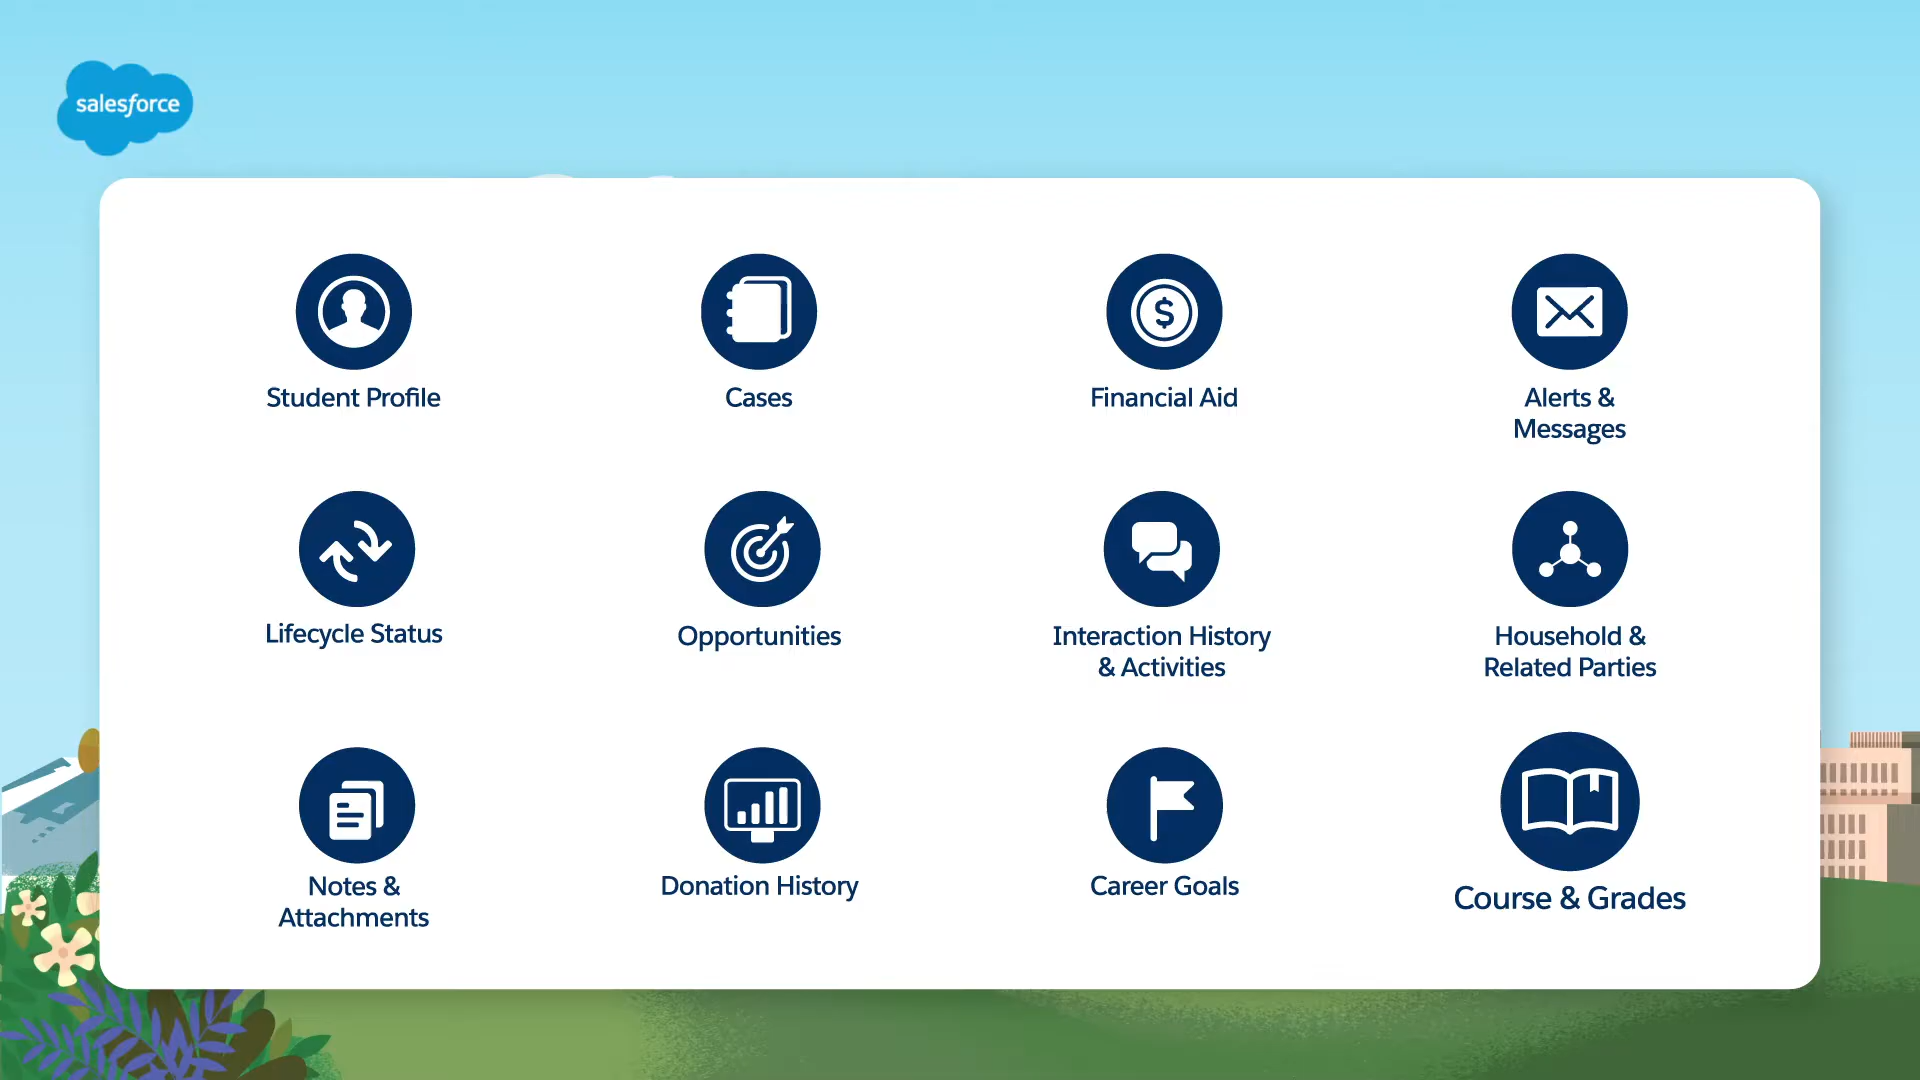 salesforce
Student Profile
Cases
Financial Aid
Alerts &
Messages
Lifecycle Status
Opportunities
Interaction History
& Activities
Household &
Related Parties
Notes &
Attachments
Donation History
Career Goals
Course & Grades